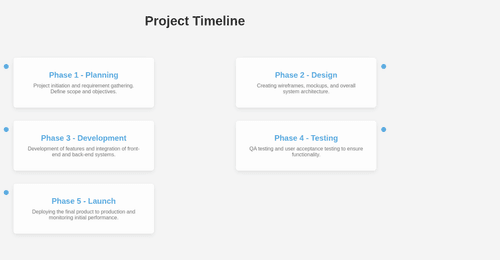 Project Timeline
Phase 1 - Planning
Project initiation and requirement gathering.
Define scope and objectives.
Phase 2 - Design
Creating wireframes, mockups, and overall
system architecture.
Phase 3 - Development
Development of features and integration of front-
end and back-end systems.
Phase 4 - Testing
QA testing and user acceptance testing to ensure
functionality.
Phase 5 - Launch
Deploying the final product to production and
monitoring initial performance.